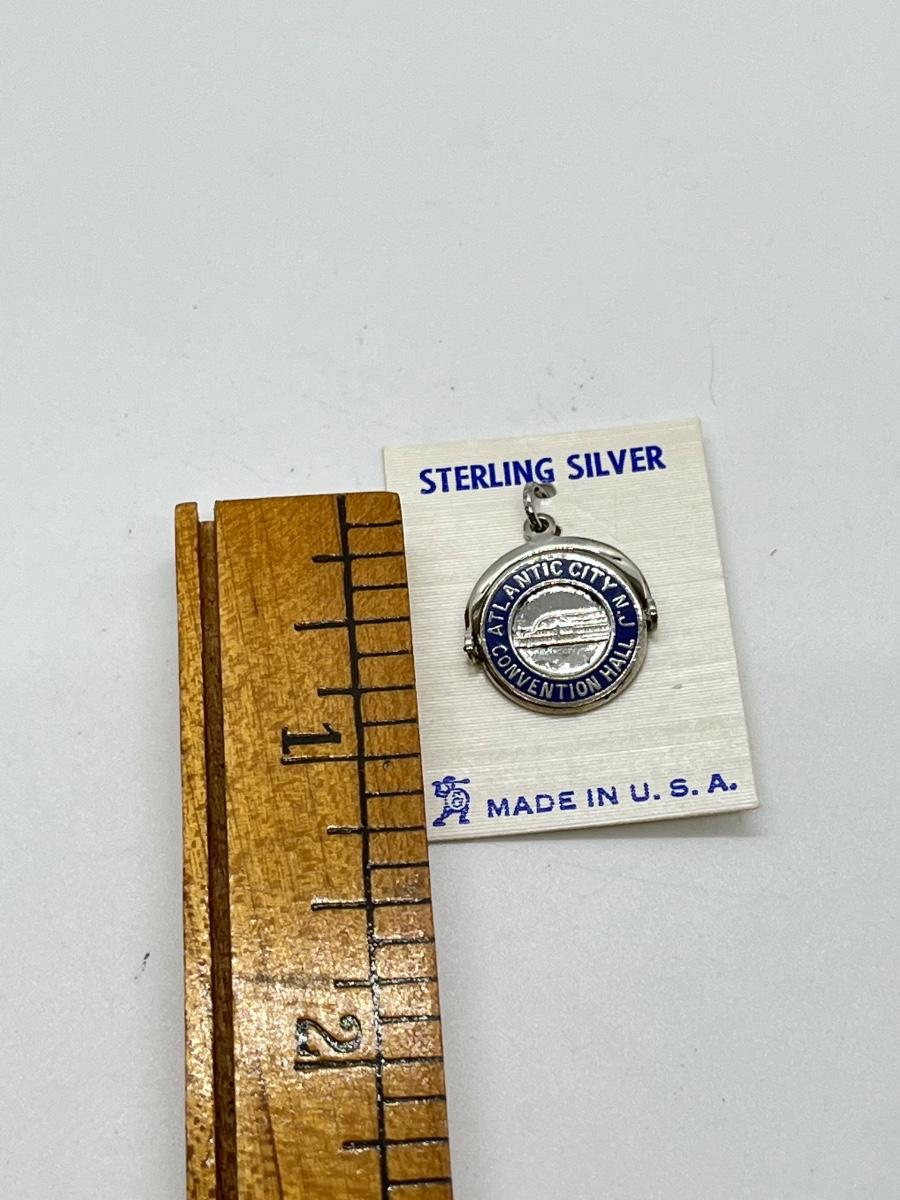 STERLING SILVER
ATLANTIC CITY N.J
CONVENTION HALL
MADE IN U. S. A.
1
2